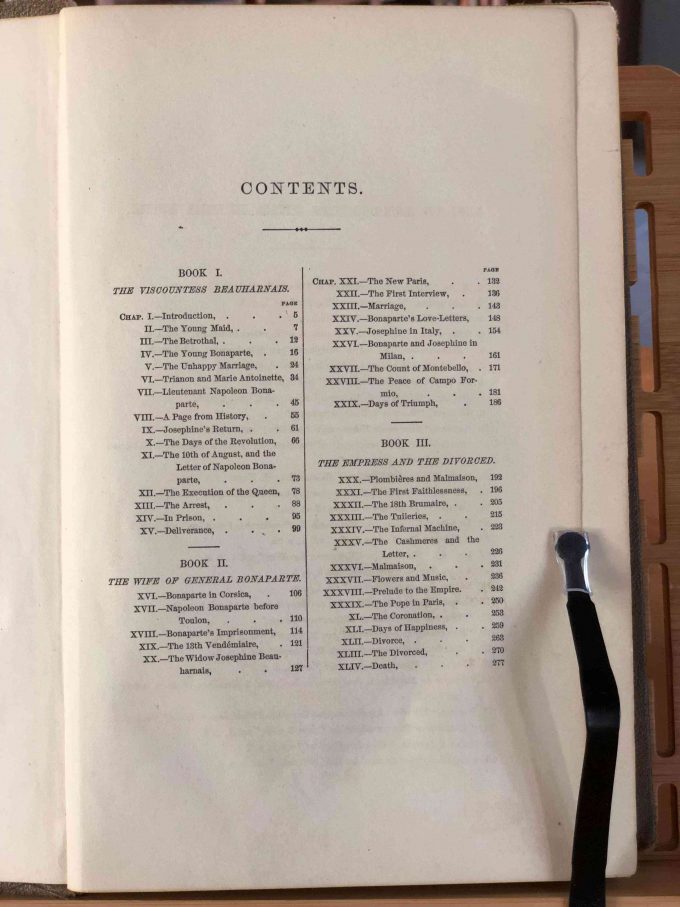 CONTENTS.
BOOK I.
THE VISCOUNTESS BEAUHARNAIS.
PAGE
CHAP. I.—Introduction, . . . 5
II.—The Young Maid, . . 7
III.—The Betrothal, . . . 12
IV.—The Young Bonaparte, . 16
V.—The Unhappy Marriage, . 24
VI.—Trianon and Marie Antoinette, 34
VII.—Lieutenant Napoleon Bona-
parte, . . . 45
VIII.—A Page from History, . 55
IX.—Josephine's Return, . . 61
X.—The Days of the Revolution, 66
XI.—The 10th of August, and the
Letter of Napoleon Bona-
parte, . . . 73
XII.—The Execution of the Queen, 78
XIII.—The Arrest, . . . 88
XIV.—In Prison, . . . 95
XV.—Deliverance, . . . 99
BOOK II.
THE WIFE OF GENERAL BONAPARTE.
XVI.—Bonaparte in Corsica, . 106
XVII.—Napoleon Bonaparte before
Toulon, . . . 110
XVIII.—Bonaparte's Imprisonment, 114
XIX.—The 13th Vendémiaire, . 121
XX.—The Widow Josephine Beau-
harnais, . . . 127
PAGE
CHAP. XXI.—The New Paris, . . 132
XXII.—The First Interview, . 136
XXIII.—Marriage, . . . 143
XXIV.—Bonaparte's Love-Letters, 148
XXV.—Josephine in Italy, . . 154
XXVI.—Bonaparte and Josephine in
Milan, . . . 161
XXVII.—The Count of Montebello, . 171
XXVIII.—The Peace of Campo For-
mio, . . . 181
XXIX.—Days of Triumph, . 186
BOOK III.
THE EMPRESS AND THE DIVORCED.
XXX.—Plombières and Malmaison, 192
XXXI.—The First Faithlessness, . 196
XXXII.—The 18th Brumaire, . . 205
XXXIII.—The Tuileries, . . 215
XXXIV.—The Infernal Machine, . 223
XXXV.—The Cashmeres and the
Letter, . . . 226
XXXVI.—Malmaison, . . . 231
XXXVII.—Flowers and Music, . 236
XXXVIII.—Prelude to the Empire. . 242
XXXIX.—The Pope in Paris, . . 250
XL.—The Coronation, . . 253
XLI.—Days of Happiness, . . 259
XLII.—Divorce, . . . 263
XLIII.—The Divorced, . . 270
XLIV.—Death, . . . 277